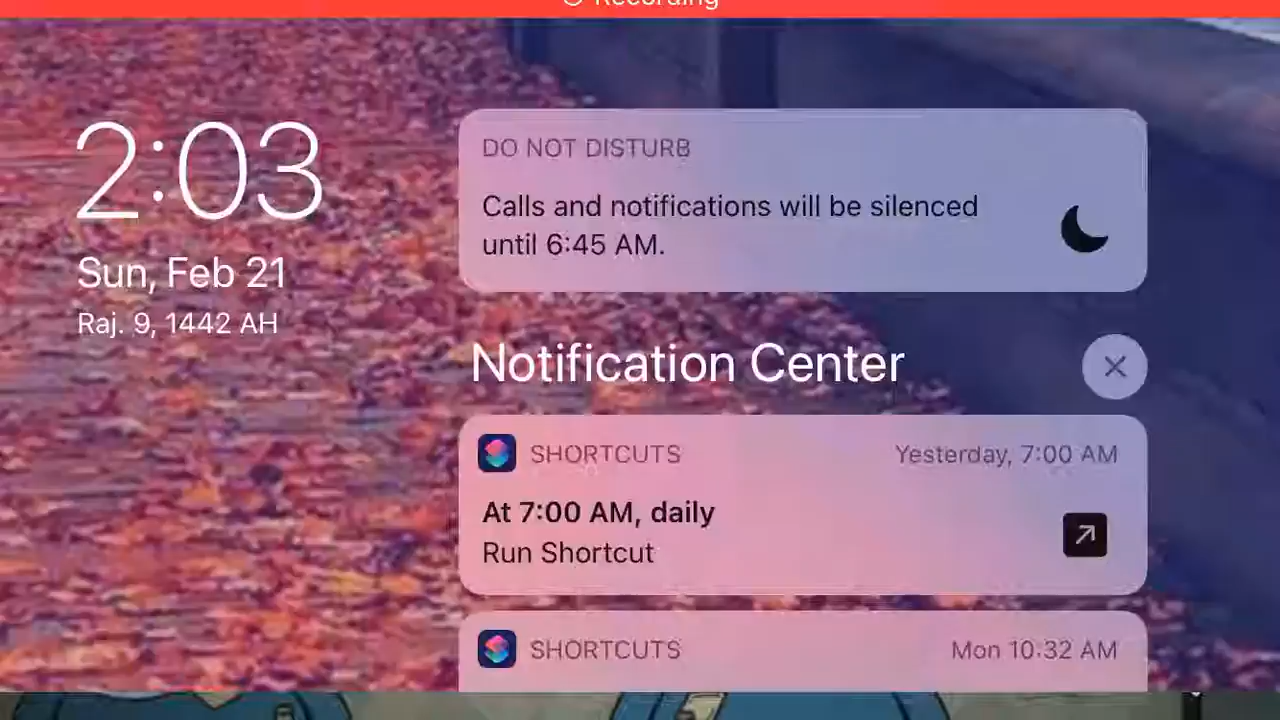 Recording
2:03
Sun, Feb 21
Raj. 9, 1442 AH
DO NOT DISTURB
Calls and notifications will be silenced
until 6:45 AM.
Notification Center
SHORTCUTS
Yesterday, 7:00 AM
At 7:00 AM, daily
Run Shortcut
SHORTCUTS
Mon 10:32 AM